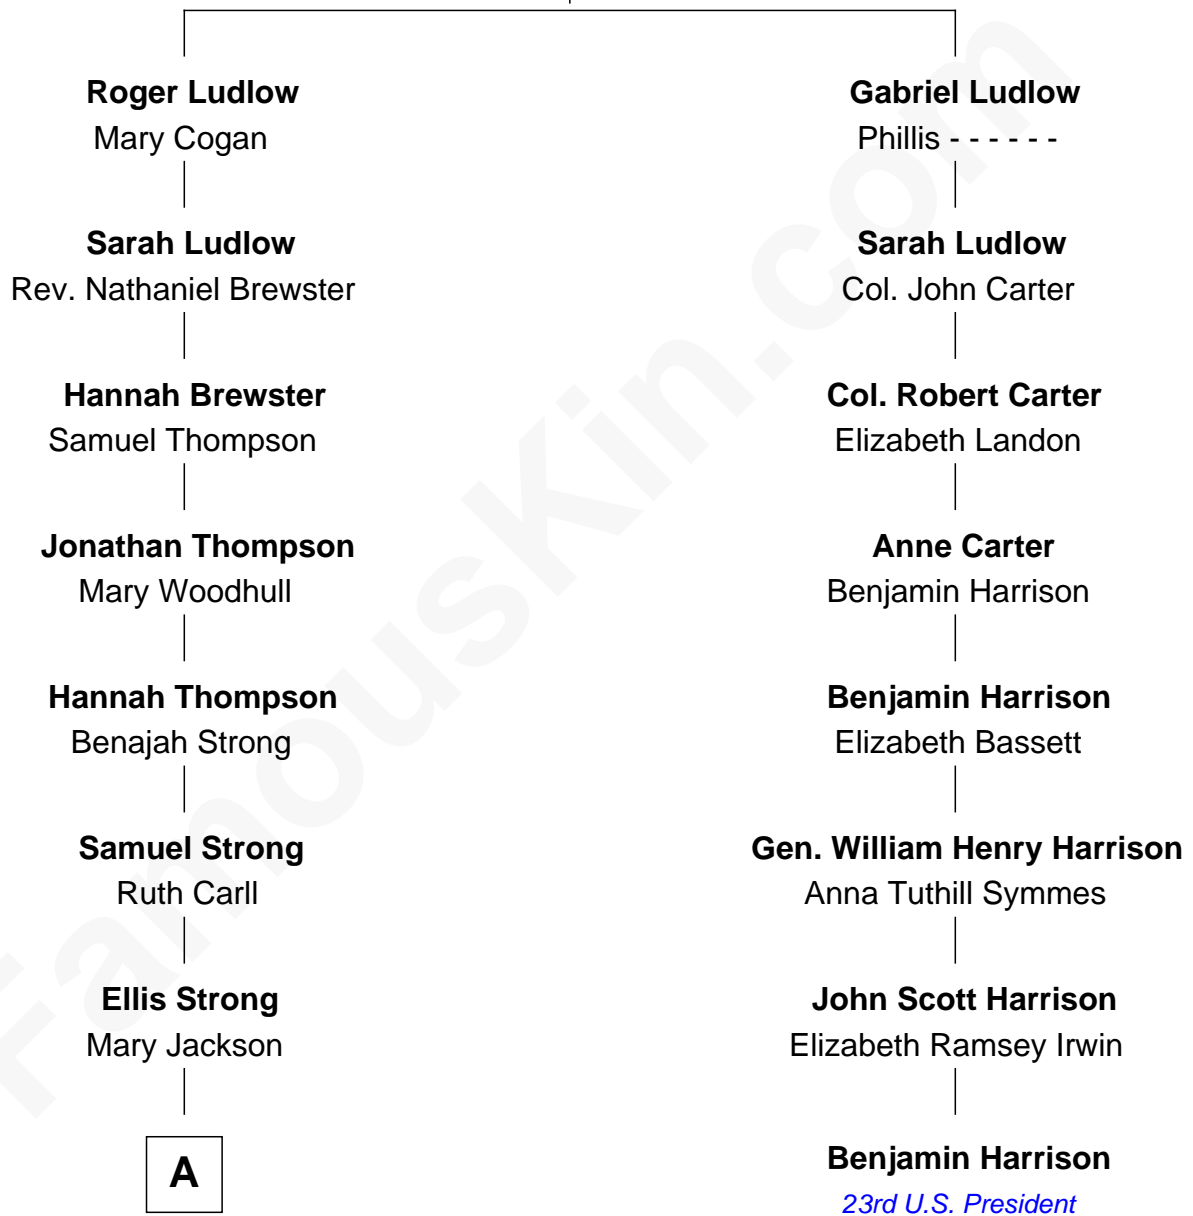 Roger Ludlow
Mary Cogan
Sarah Ludlow
Rev. Nathaniel Brewster
Hannah Brewster
Samuel Thompson
Jonathan Thompson
Mary Woodhull
Hannah Thompson
Benajah Strong
Samuel Strong
Ruth Carll
Ellis Strong
Mary Jackson
A
Gabriel Ludlow
Phillis - - - - - -
Sarah Ludlow
Col. John Carter
Col. Robert Carter
Elizabeth Landon
Anne Carter
Benjamin Harrison
Benjamin Harrison
Elizabeth Bassett
Gen. William Henry Harrison
Anna Tuthill Symmes
John Scott Harrison
Elizabeth Ramsey Irwin
Benjamin Harrison
23rd U.S. President
FamousKin.com